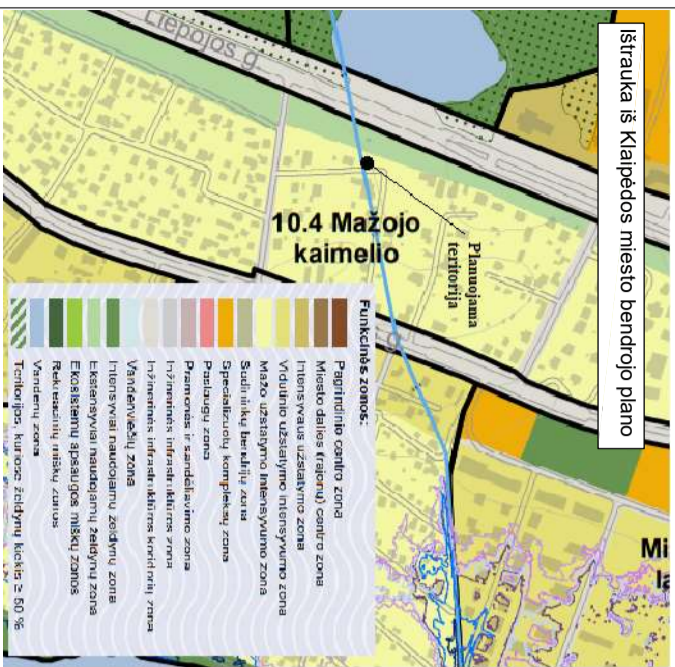 Ištrauka iš Klaipėdos miesto bendrojo plano
Liepojos g.
10.4 Mažojo
kaimelio
Planuojama
teritorija
Mi
la
Funkcinės zonos:
Pagrindinio centro zona
Miesto dalies (rajonų) centro zona
Intensyvaus užstatymo zona
Vidutinio užstatymo intensyvumo zona
Mažo užstatymo intensyvumo zona
Sodininkų bendrijų zona
Specializuotų kompleksų zona
Paslaugų zona
Pramonės ir sandėliavimo zona
Inžinerinės infrastruktūros zona
Inžinerinės infrastruktūros koridorių zona
Vandenviečių zona
Intensyviai naudojamų želdynų zona
Ekstensyviai naudojamų želdynų zona
Ekosistemų apsaugos miškų zonos
Rekreacinių miškų zonos
Vandenų zona
Teritorijos, kuriose želdynų kiekis ≥ 50 %